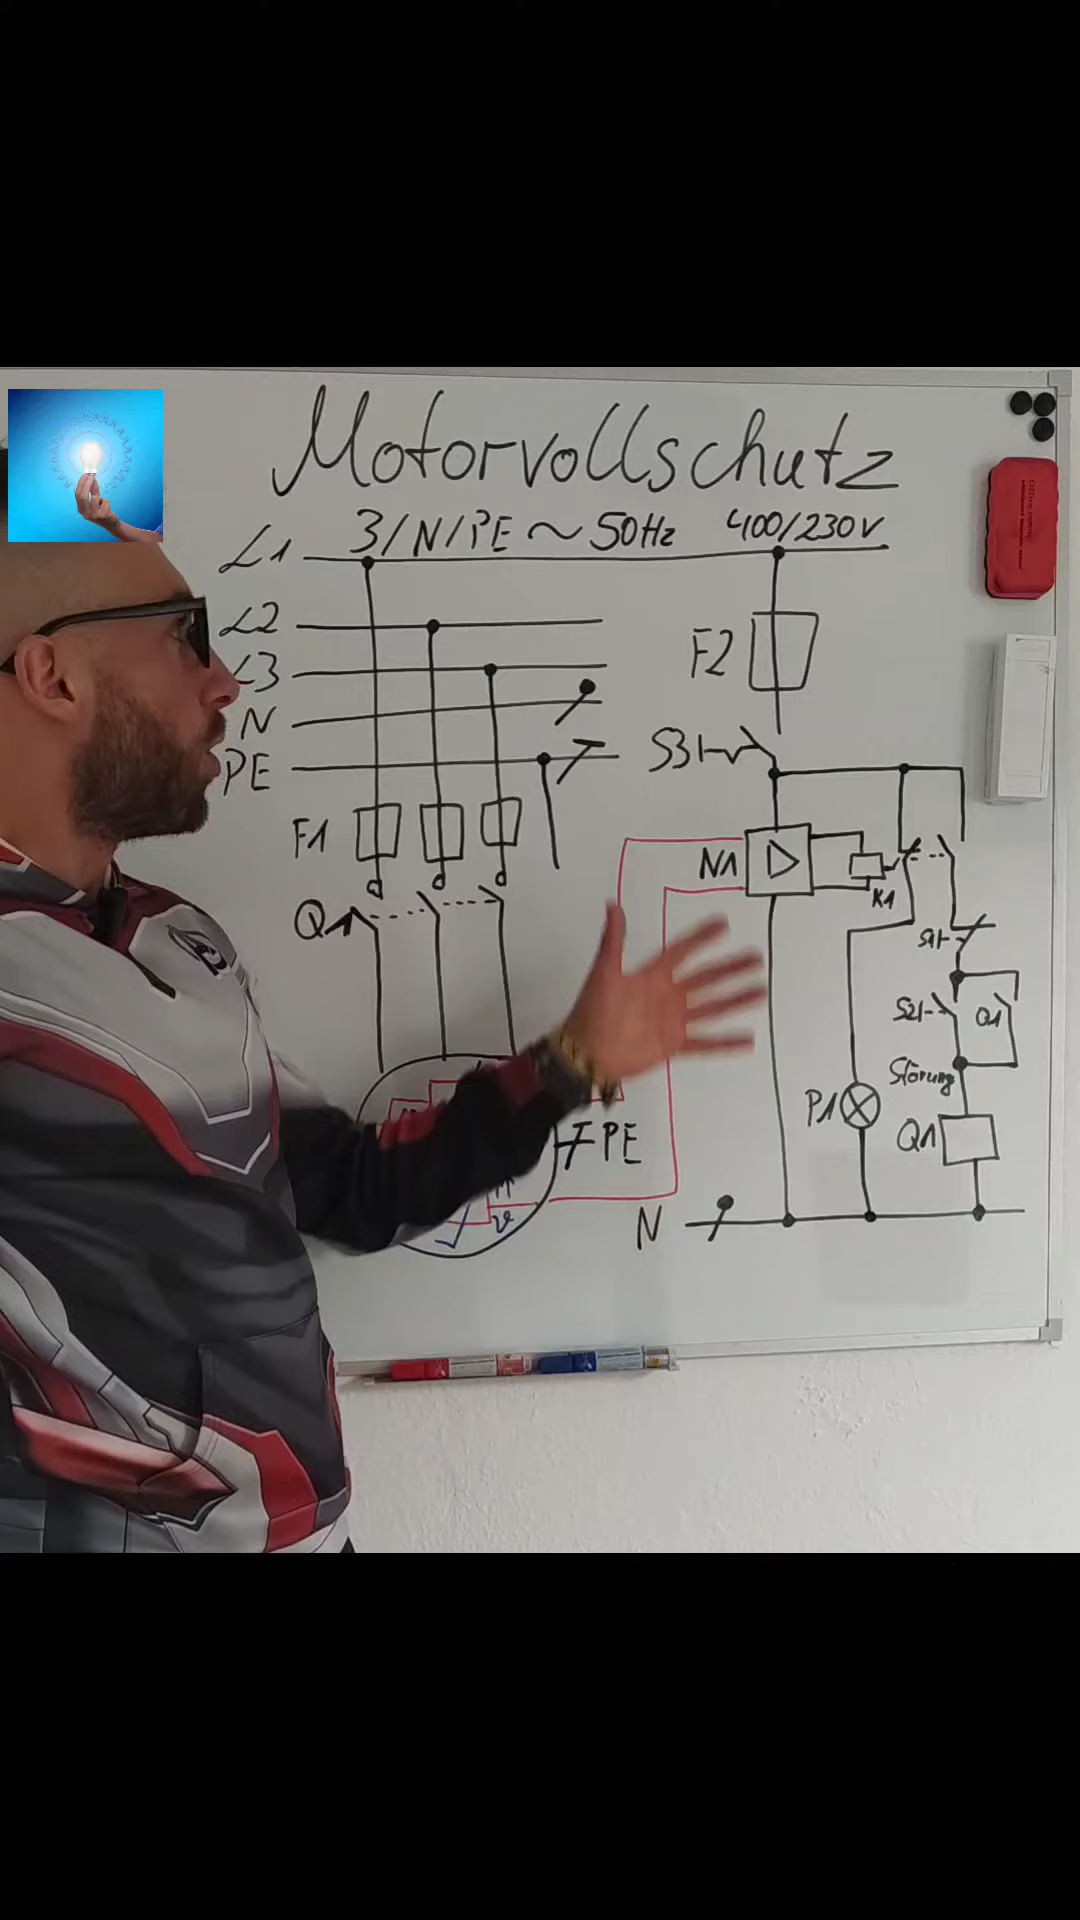 Motorvollschutz
L1 3/N/PE ~ 50Hz 400/230V
L2
L3
N
PE
F2
S3
F1
N1
K1
Q1
S1
S2
Q1
Störung
P1
Q1
PE
N
ϑ